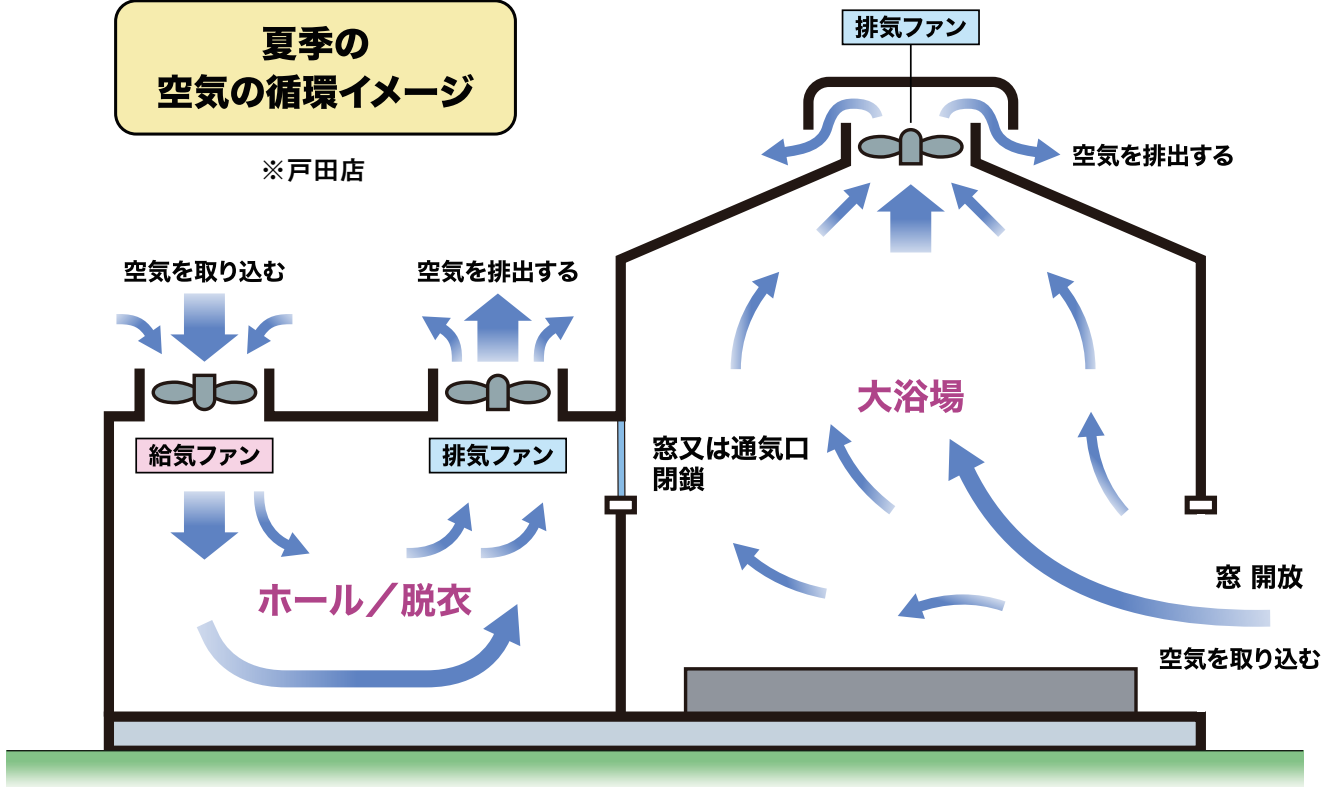 夏季の
空気の循環イメージ
※戸田店
排気ファン
空気を排出する
空気を取り込む
空気を排出する
給気ファン
排気ファン
大浴場
窓又は通気口
閉鎖
ホール／脱衣
窓 開放
空気を取り込む